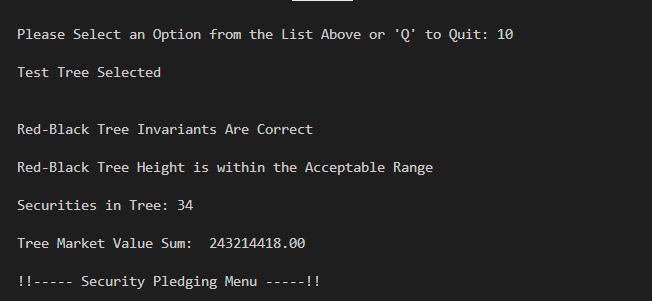 Please Select an Option from the List Above or 'Q' to Quit: 10
Test Tree Selected
Red-Black Tree Invariants Are Correct
Red-Black Tree Height is within the Acceptable Range
Securities in Tree: 34
Tree Market Value Sum:  243214418.00
!!----- Security Pledging Menu -----!!